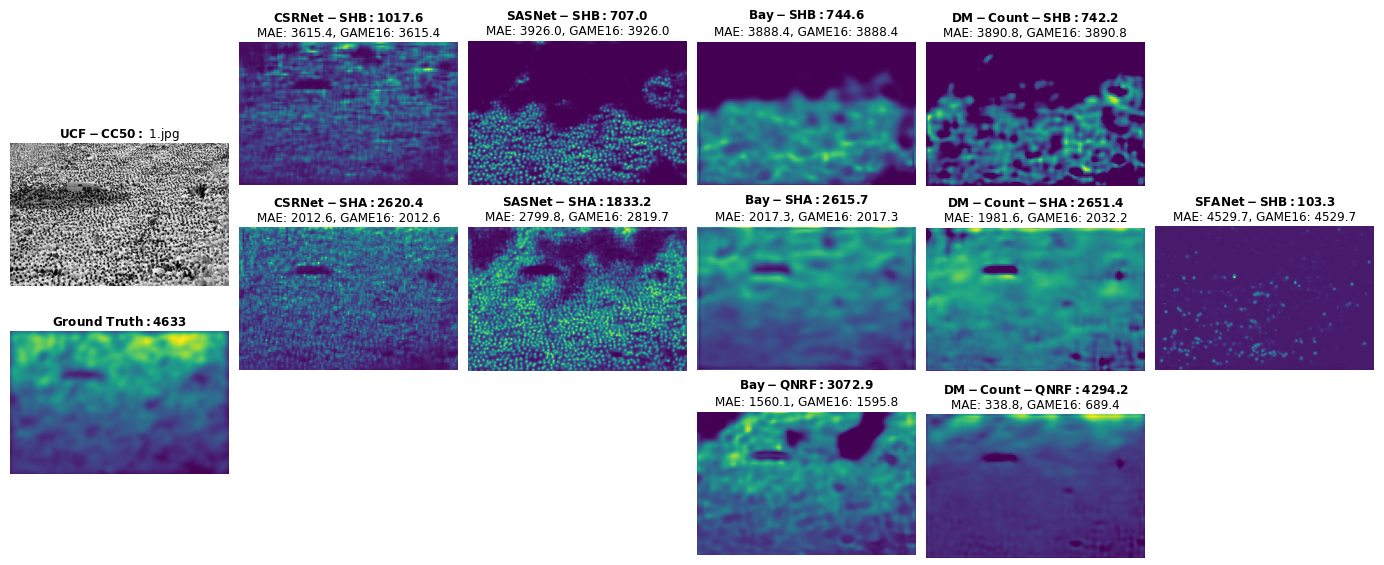 UCF − CC50 : 1.jpg
Ground Truth : 4633
CSRNet − SHB : 1017.6
MAE: 3615.4, GAME16: 3615.4
SASNet − SHB : 707.0
MAE: 3926.0, GAME16: 3926.0
Bay − SHB : 744.6
MAE: 3888.4, GAME16: 3888.4
DM − Count − SHB : 742.2
MAE: 3890.8, GAME16: 3890.8
CSRNet − SHA : 2620.4
MAE: 2012.6, GAME16: 2012.6
SASNet − SHA : 1833.2
MAE: 2799.8, GAME16: 2819.7
Bay − SHA : 2615.7
MAE: 2017.3, GAME16: 2017.3
DM − Count − SHA : 2651.4
MAE: 1981.6, GAME16: 2032.2
SFANet − SHB : 103.3
MAE: 4529.7, GAME16: 4529.7
Bay − QNRF : 3072.9
MAE: 1560.1, GAME16: 1595.8
DM − Count − QNRF : 4294.2
MAE: 338.8, GAME16: 689.4